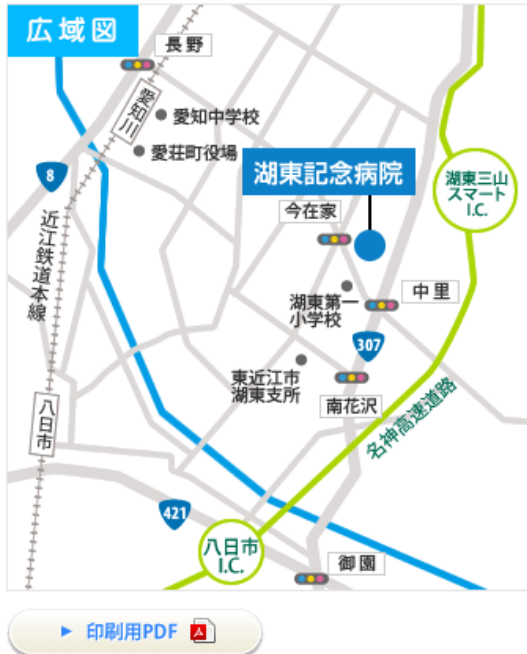 広域図
長野
愛知川
愛知中学校
愛荘町役場
8
湖東記念病院
湖東三山
スマート
I.C.
今在家
近江鉄道本線
湖東第一
小学校
中里
307
東近江市
湖東支所
南花沢
名神高速道路
八日市
421
八日市
I.C.
御園
印刷用PDF